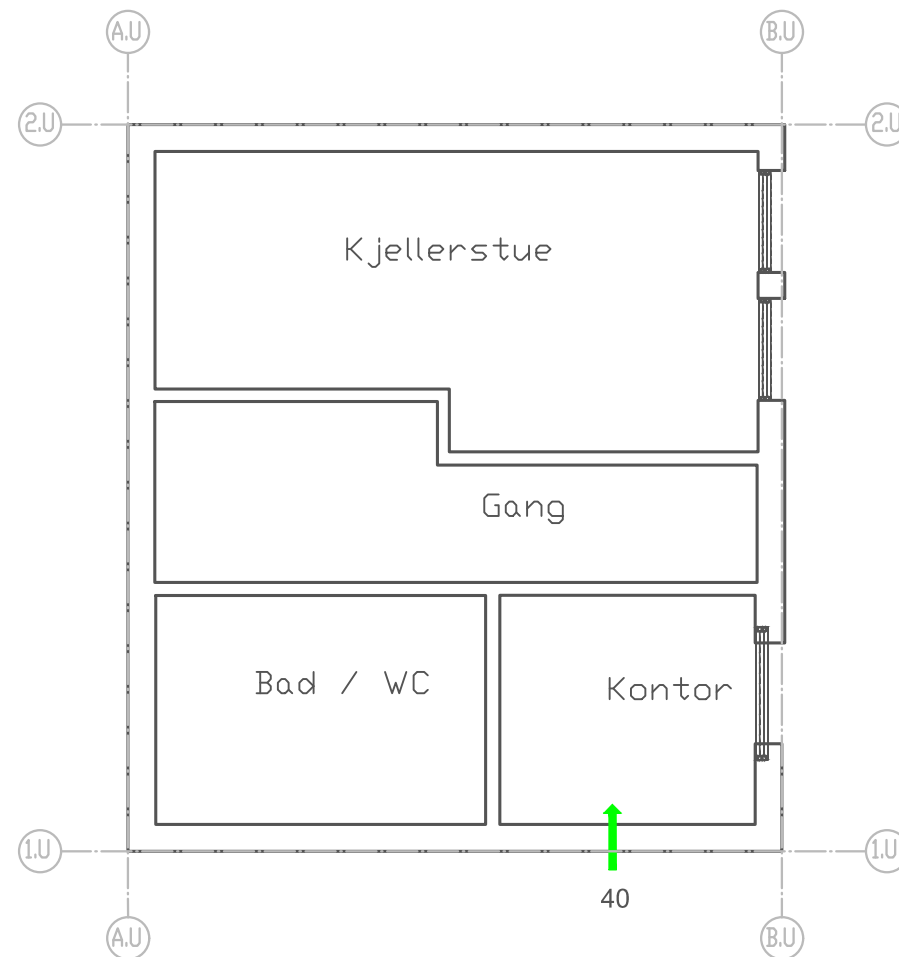 A.U B.U
2.U 2.U
Kjellerstue
Gang
Bad / WC
Kontor
1.U 1.U
40
A.U B.U